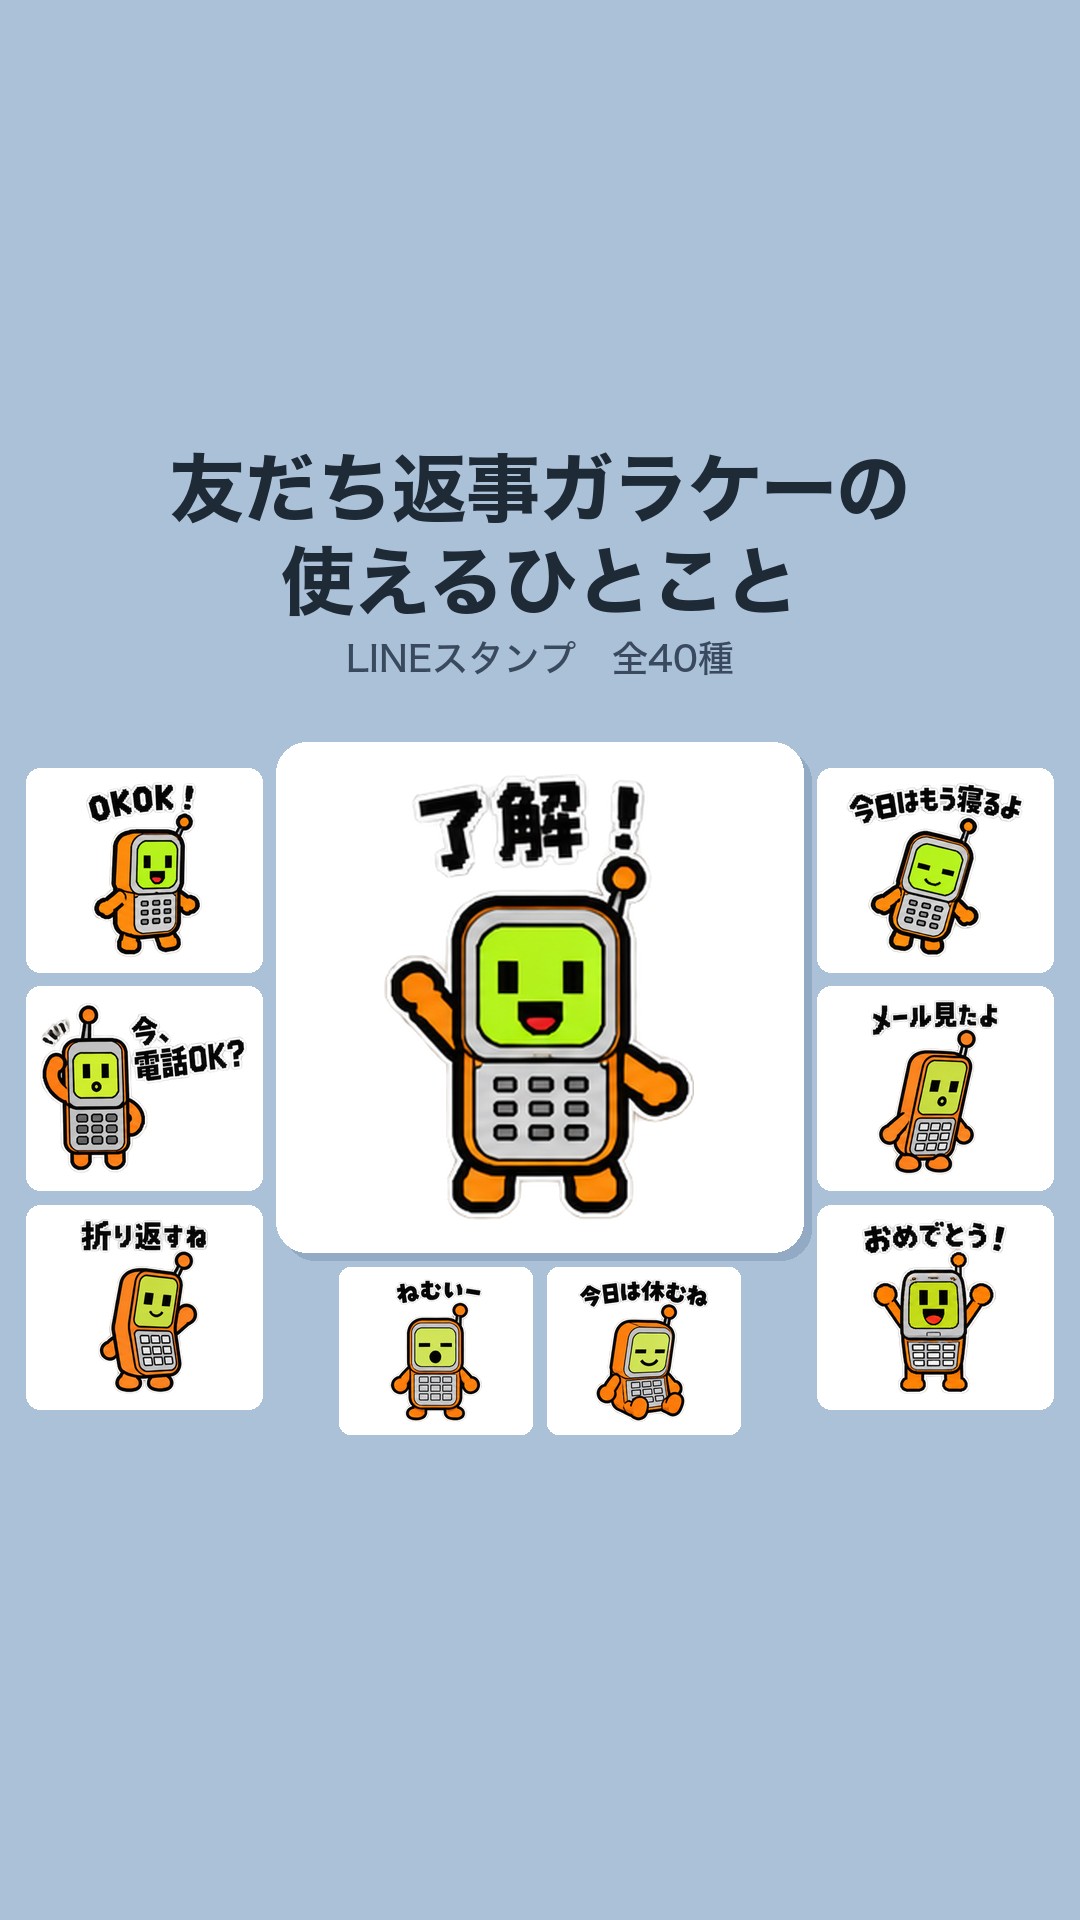 友だち返事ガラケーの
使えるひとこと
LINEスタンプ　全40種
OKOK！
了解！
今日はもう寝るよ
今、
電話OK?
メール見たよ
折り返すね
おめでとう！
ねむいー
今日は休むね